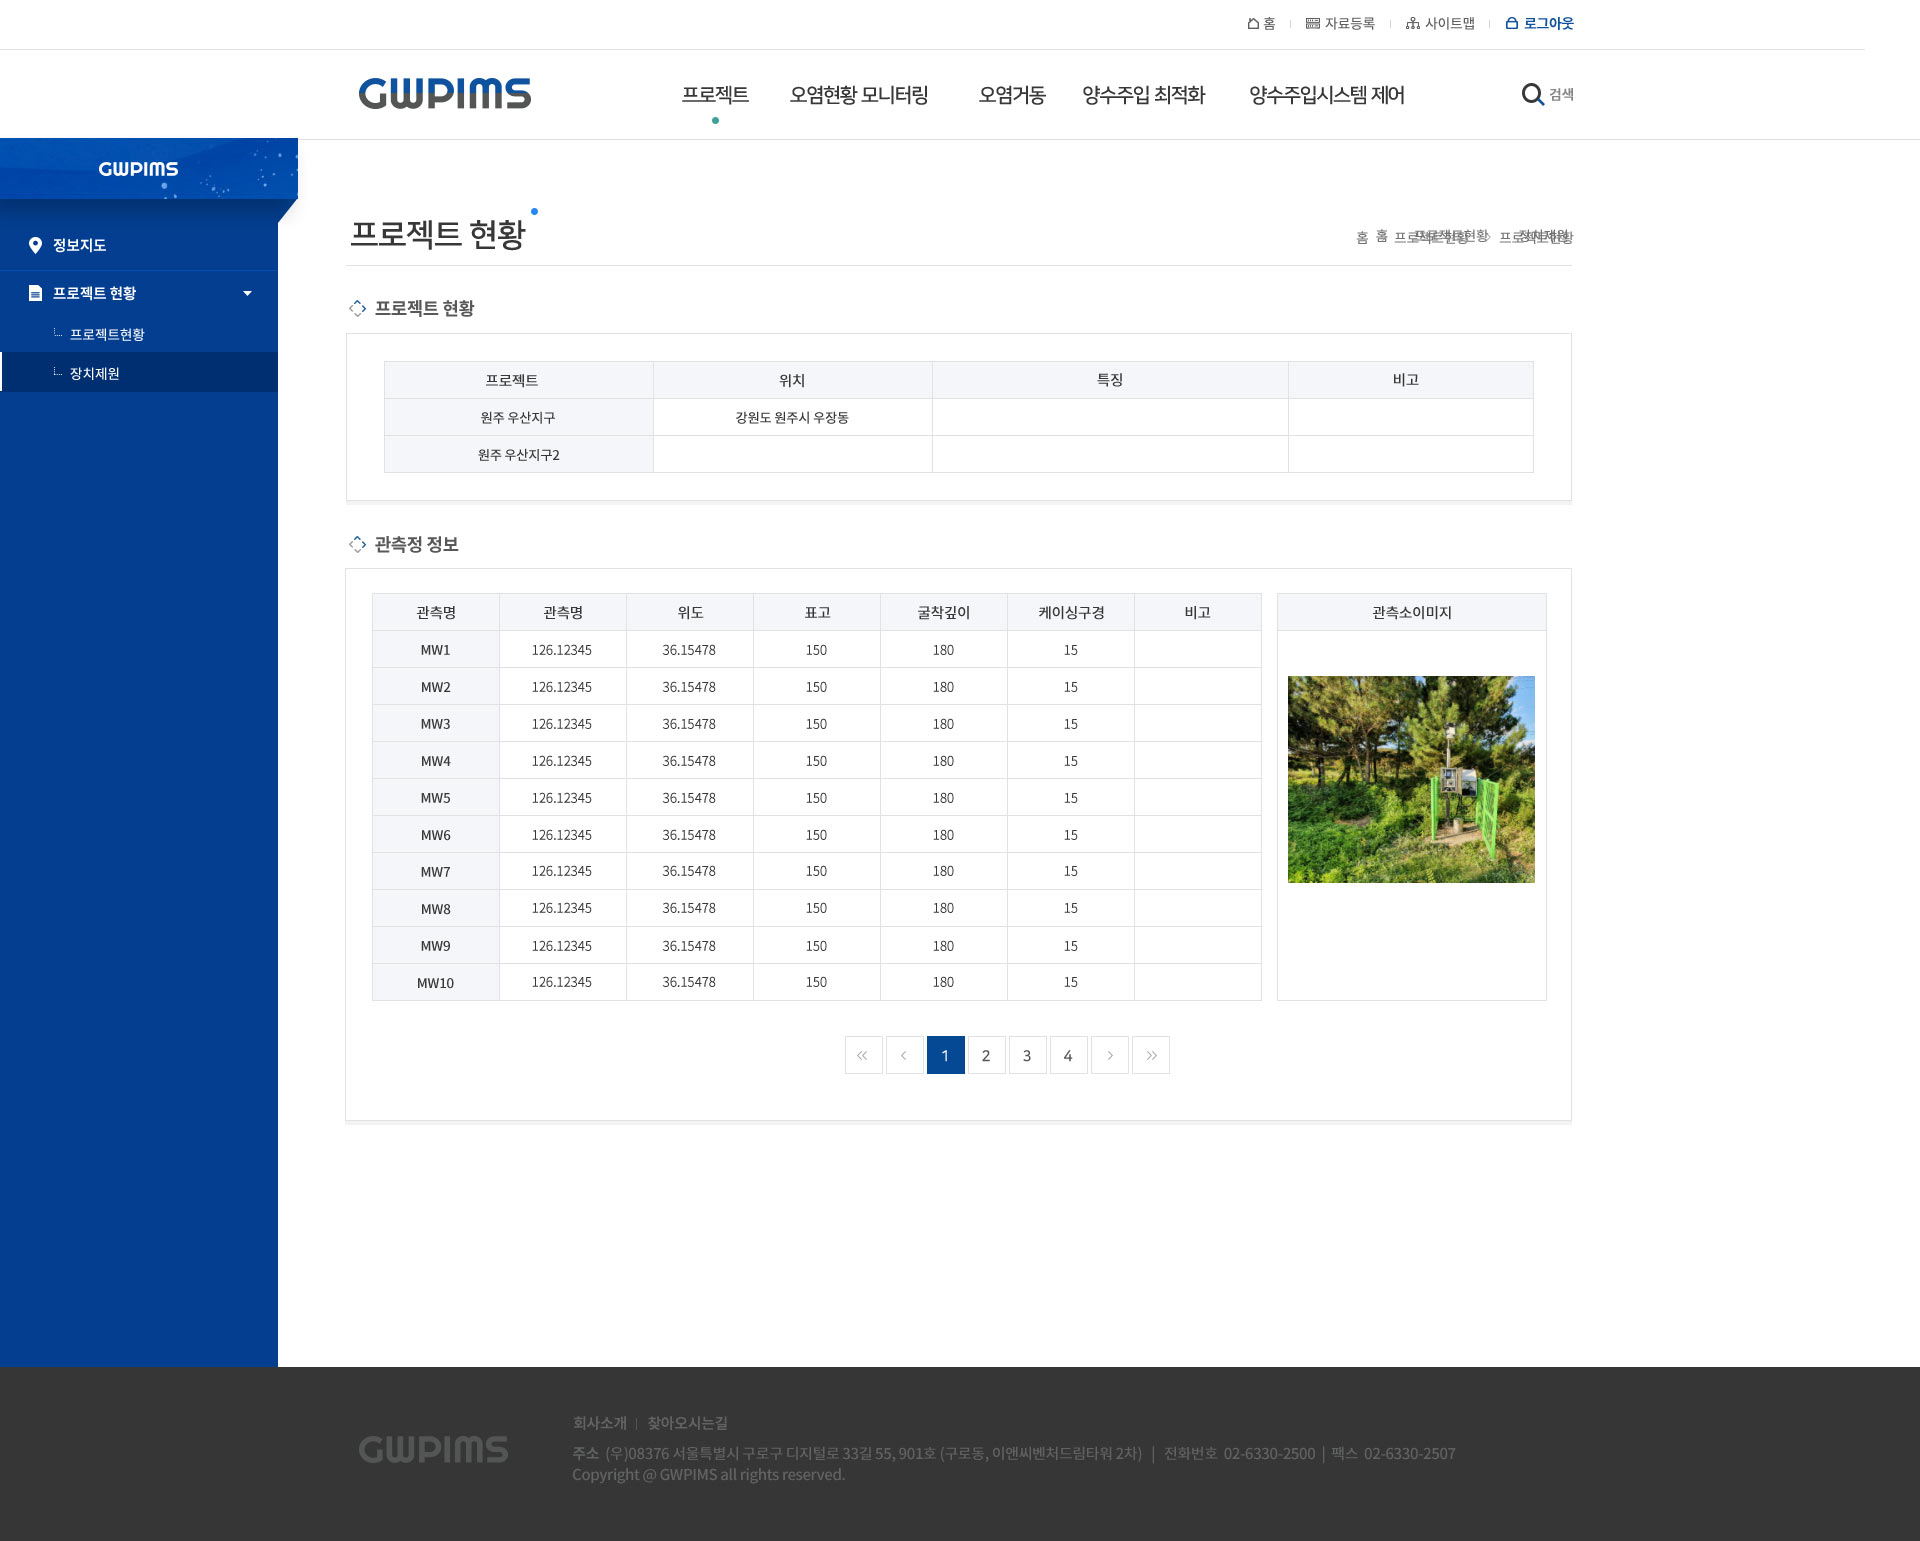 홈 자료등록 사이트맵 로그아웃
GWPIMS 프로젝트 오염현황 모니터링 오염거동 양수주입 최적화 양수주입시스템 제어 검색
GWPIMS
정보지도
프로젝트 현황
프로젝트현황
장치제원
프로젝트 현황
홈 홈
프로젝트 현황
프로젝트 위치 특징 비고
원주 우산지구 강원도 원주시 우장동
원주 우산지구2
관측정 정보
관측명 관측명 위도 표고 굴착깊이 케이싱구경 비고 관측소이미지
MW1 126.12345 36.15478 150 180 15
MW2 126.12345 36.15478 150 180 15
MW3 126.12345 36.15478 150 180 15
MW4 126.12345 36.15478 150 180 15
MW5 126.12345 36.15478 150 180 15
MW6 126.12345 36.15478 150 180 15
MW7 126.12345 36.15478 150 180 15
MW8 126.12345 36.15478 150 180 15
MW9 126.12345 36.15478 150 180 15
MW10 126.12345 36.15478 150 180 15
« ‹ 1 2 3 4 › »
GWPIMS
회사소개 | 찾아오시는길
주소 (우)08376 서울특별시 구로구 디지털로 33길 55, 901호 (구로동, 이앤씨벤처드림타워 2차) | 전화번호 02-6330-2500 | 팩스 02-6330-2507
Copyright @ GWPIMS all rights reserved.